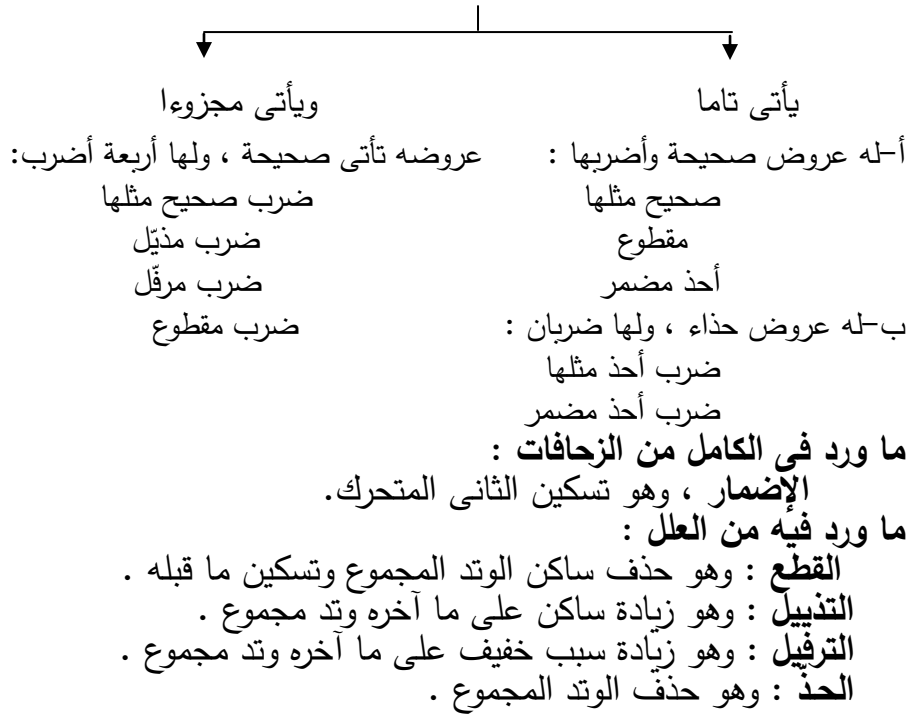 يأتى تاما ويأتى مجزوءا
أ-له عروض صحيحة وأضربها : عروضه تأتى صحيحة ، ولها أربعة أضرب:
صحيح مثلها ضرب صحيح مثلها
مقطوع ضرب مذيّل
أحذ مضمر ضرب مرفّل
ب-له عروض حذاء ، ولها ضربان : ضرب مقطوع
ضرب أحذ مثلها
ضرب أحذ مضمر
ما ورد فى الكامل من الزحافات :
الإضمار ، وهو تسكين الثانى المتحرك.
ما ورد فيه من العلل :
القطع : وهو حذف ساكن الوتد المجموع وتسكين ما قبله .
التذييل : وهو زيادة ساكن على ما آخره وتد مجموع .
الترفيل : وهو زيادة سبب خفيف على ما آخره وتد مجموع .
الحذّ : وهو حذف الوتد المجموع .